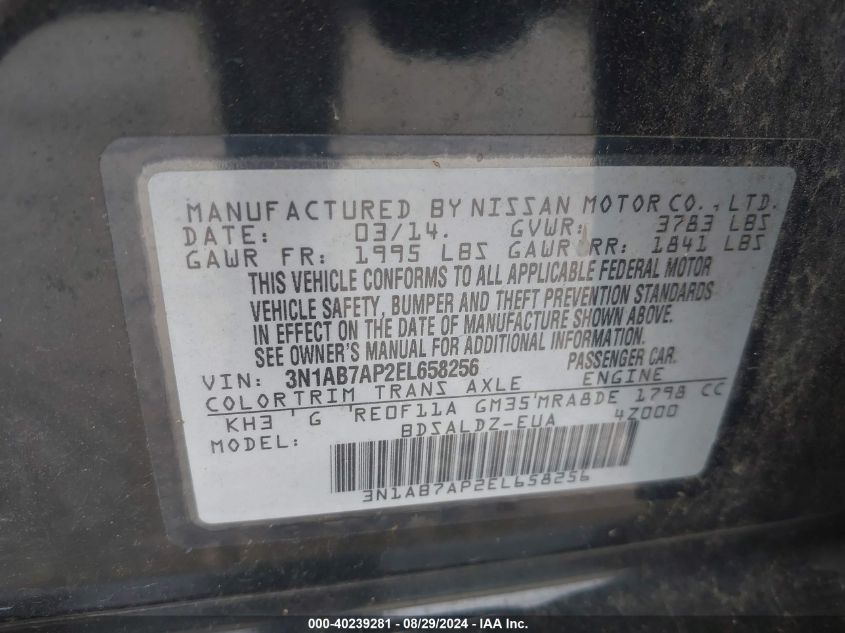 MANUFACTURED BY NISSAN MOTOR CO., LTD.
DATE: 03/14. GVWR: 3783 LBS
GAWR FR: 1995 LBS GAWR RR: 1841 LBS
THIS VEHICLE CONFORMS TO ALL APPLICABLE FEDERAL MOTOR
VEHICLE SAFETY, BUMPER AND THEFT PREVENTION STANDARDS
IN EFFECT ON THE DATE OF MANUFACTURE SHOWN ABOVE.
SEE OWNER'S MANUAL FOR ADDITIONAL INFORMATION.
VIN: 3N1AB7AP2EL658256 PASSENGER CAR.
COLOR TRIM TRANS AXLE ENGINE
KH3 G RE0F11A GM35 MRA8DE 1798 CC
MODEL: BDSALDZ-EUA 4Z000
3N1AB7AP2EL658256
000-40239281 - 08/29/2024 - IAA Inc.